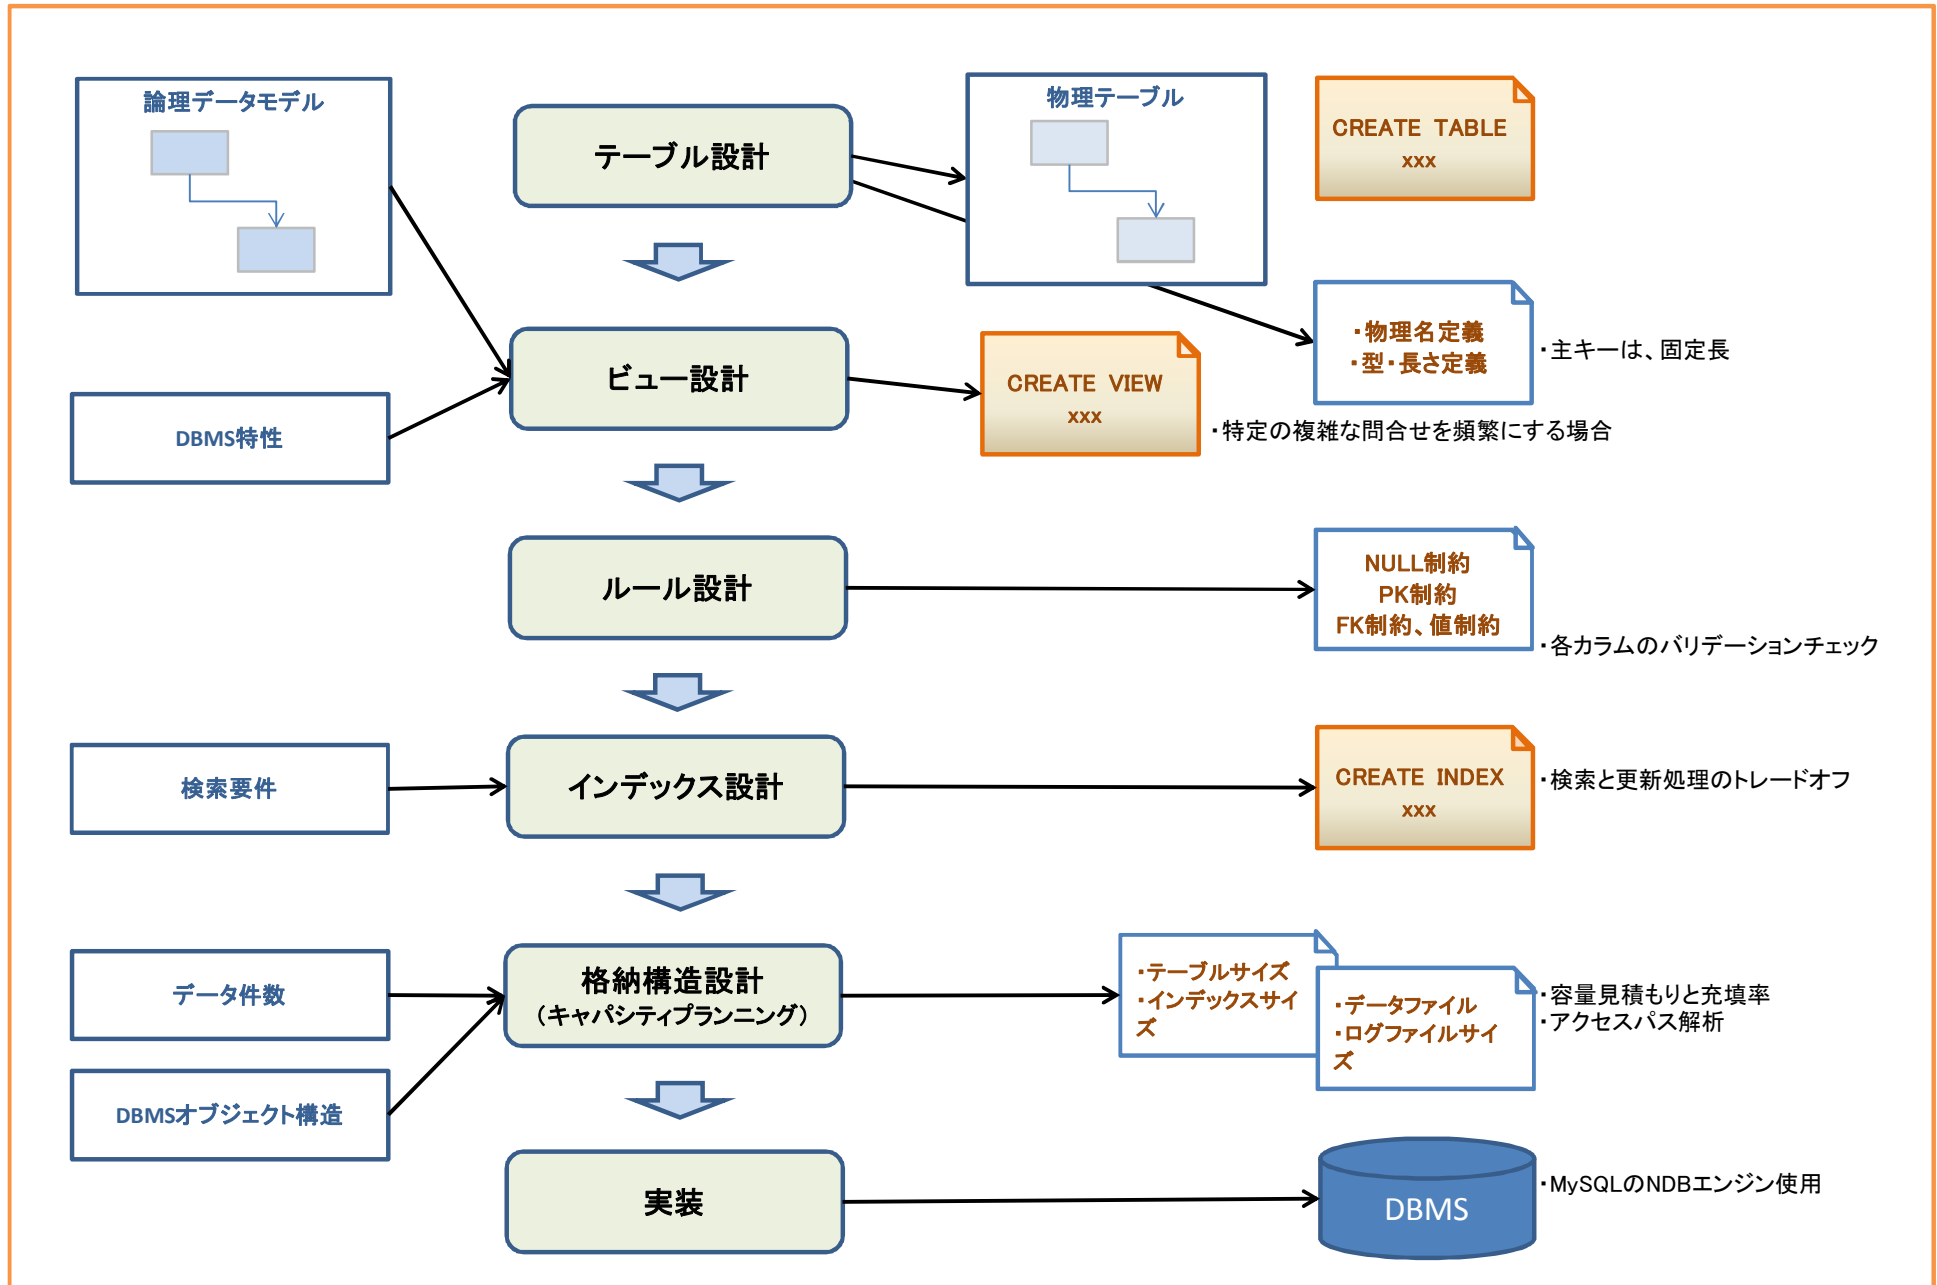 論理データモデル
テーブル設計
物理テーブル
CREATE TABLE
xxx
・物理名定義
・型・長さ定義
・主キーは、固定長
ビュー設計
CREATE VIEW
xxx
・特定の複雑な問合せを頻繁にする場合
DBMS特性
ルール設計
NULL制約
PK制約
FK制約、値制約
・各カラムのバリデーションチェック
検索要件
インデックス設計
CREATE INDEX
xxx
・検索と更新処理のトレードオフ
データ件数
格納構造設計
（キャパシティプランニング）
・テーブルサイズ
・インデックスサイ
ズ
・データファイル
・ログファイルサイ
ズ
・容量見積もりと充填率
・アクセスパス解析
DBMSオブジェクト構造
実装
DBMS
・MySQLのNDBエンジン使用